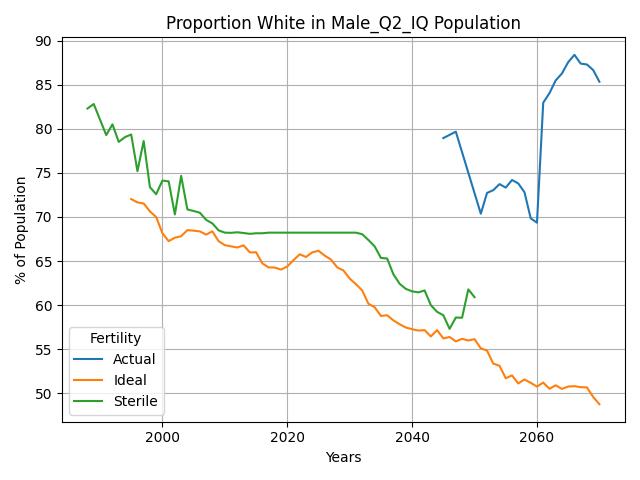 Proportion White in Male_Q2_IQ Population
% of Population
90
85
80
75
70
65
60
55
50
Fertility
Actual
Ideal
Sterile
2000
2020
2040
2060
Years